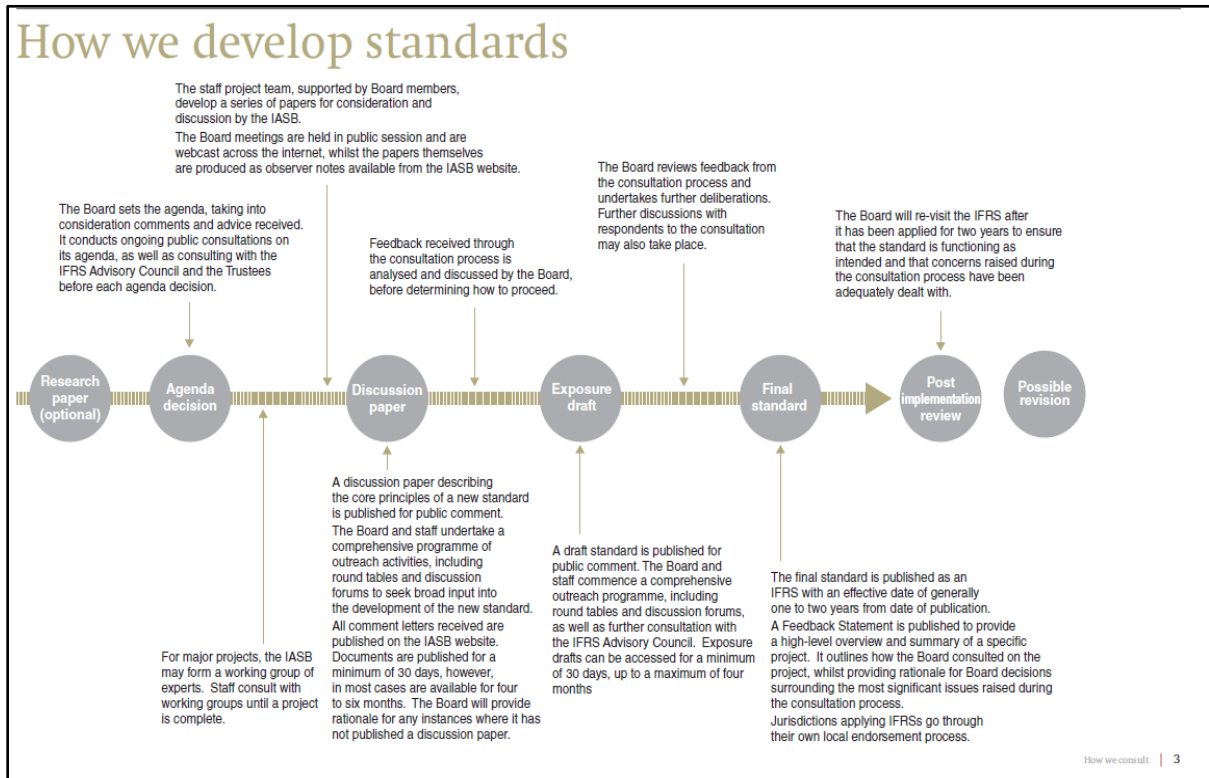 How we develop standards
The staff project team, supported by Board members,
develop a series of papers for consideration and
discussion by the IASB.
The Board meetings are held in public session and are
webcast across the internet, whilst the papers themselves
are produced as observer notes available from the IASB website.
The Board sets the agenda, taking into
consideration comments and advice received.
It conducts ongoing public consultations on
its agenda, as well as consulting with the
IFRS Advisory Council and the Trustees
before each agenda decision.
Feedback received through
the consultation process is
analysed and discussed by the Board,
before determining how to proceed.
The Board reviews feedback from
the consultation process and
undertakes further deliberations.
Further discussions with
respondents to the consultation
may also take place.
The Board will re-visit the IFRS after
it has been applied for two years to ensure
that the standard is functioning as
intended and that concerns raised during
the consultation process have been
adequately dealt with.
Research
paper
(optional)
Agenda
decision
Discussion
paper
Exposure
draft
Final
standard
Post
implementation
review
Possible
revision
For major projects, the IASB
may form a working group of
experts. Staff consult with
working groups until a project
is complete.
A discussion paper describing
the core principles of a new standard
is published for public comment.
The Board and staff undertake a
comprehensive programme of
outreach activities, including
round tables and discussion
forums to seek broad input into
the development of the new standard.
All comment letters received are
published on the IASB website.
Documents are published for a
minimum of 30 days, however,
in most cases are available for four
to six months. The Board will provide
rationale for any instances where it has
not published a discussion paper.
A draft standard is published for
public comment. The Board and
staff commence a comprehensive
outreach programme, including
round tables and discussion forums,
as well as further consultation with
the IFRS Advisory Council. Exposure
drafts can be accessed for a minimum
of 30 days, up to a maximum of four
months
The final standard is published as an
IFRS with an effective date of generally
one to two years from date of publication.
A Feedback Statement is published to provide
a high-level overview and summary of a specific
project. It outlines how the Board consulted on the
project, whilst providing rationale for Board decisions
surrounding the most significant issues raised during
the consultation process.
Jurisdictions applying IFRSs go through
their own local endorsement process.
How we consult | 3